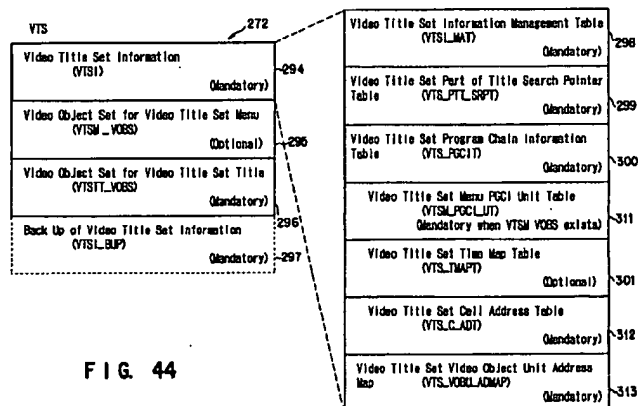 VTS
272
Video Title Set Information
(VTSI)
(Mandatory)
294
Video Object Set for Video Title Set Menu
(VTSM_VOBS)
(Optional)
295
Video Object Set for Video Title Set Title
(VTSTT_VOBS)
(Mandatory)
296
Back Up of Video Title Set Information
(VTSI_BUP)
(Mandatory)
297
Video Title Set Information Management Table
(VTSI_MAT)
(Mandatory)
298
Video Title Set Part of Title Search Pointer
Table (VTS_PTT_SRPT)
(Mandatory)
299
Video Title Set Program Chain Information
Table (VTS_PGCIT)
(Mandatory)
300
Video Title Set Menu PGCI Unit Table
(VTSM_PGCI_UT)
(Mandatory when VTSM VOBS exists)
311
Video Title Set Time Map Table
(VTS_TMAPT)
(Optional)
301
Video Title Set Cell Address Table
(VTS_C_ADT)
(Mandatory)
312
Video Title Set Video Object Unit Address
Map (VTS_VOBU_ADMAP)
(Mandatory)
313
FIG. 44